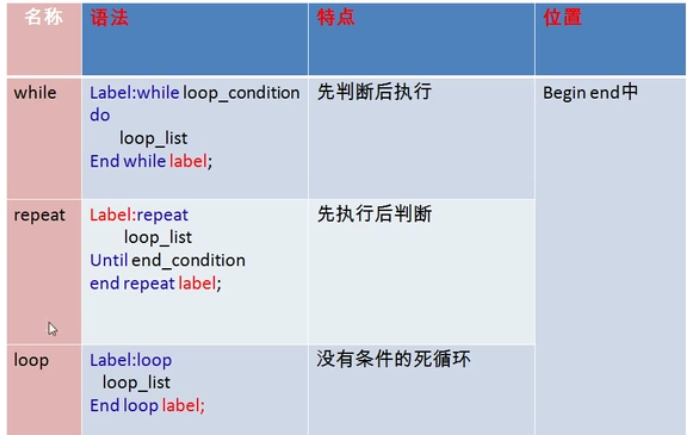 名称 语法 特点 位置
while Label:while loop_condition 先判断后执行 Begin end中
do
loop_list
End while label;
repeat Label:repeat 先执行后判断
loop_list
Until end_condition
end repeat label;
loop Label:loop 没有条件的死循环
loop_list
End loop label;